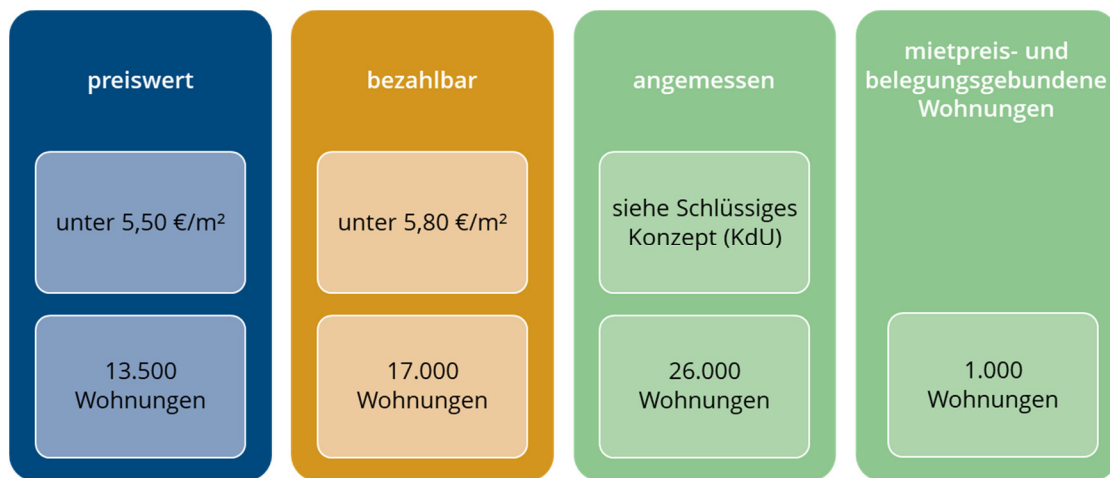 preiswert
unter 5,50 €/m²
13.500
Wohnungen
bezahlbar
unter 5,80 €/m²
17.000
Wohnungen
angemessen
siehe Schlüssiges
Konzept (KdU)
26.000
Wohnungen
mietpreis- und
belegungsgebundene
Wohnungen
1.000
Wohnungen